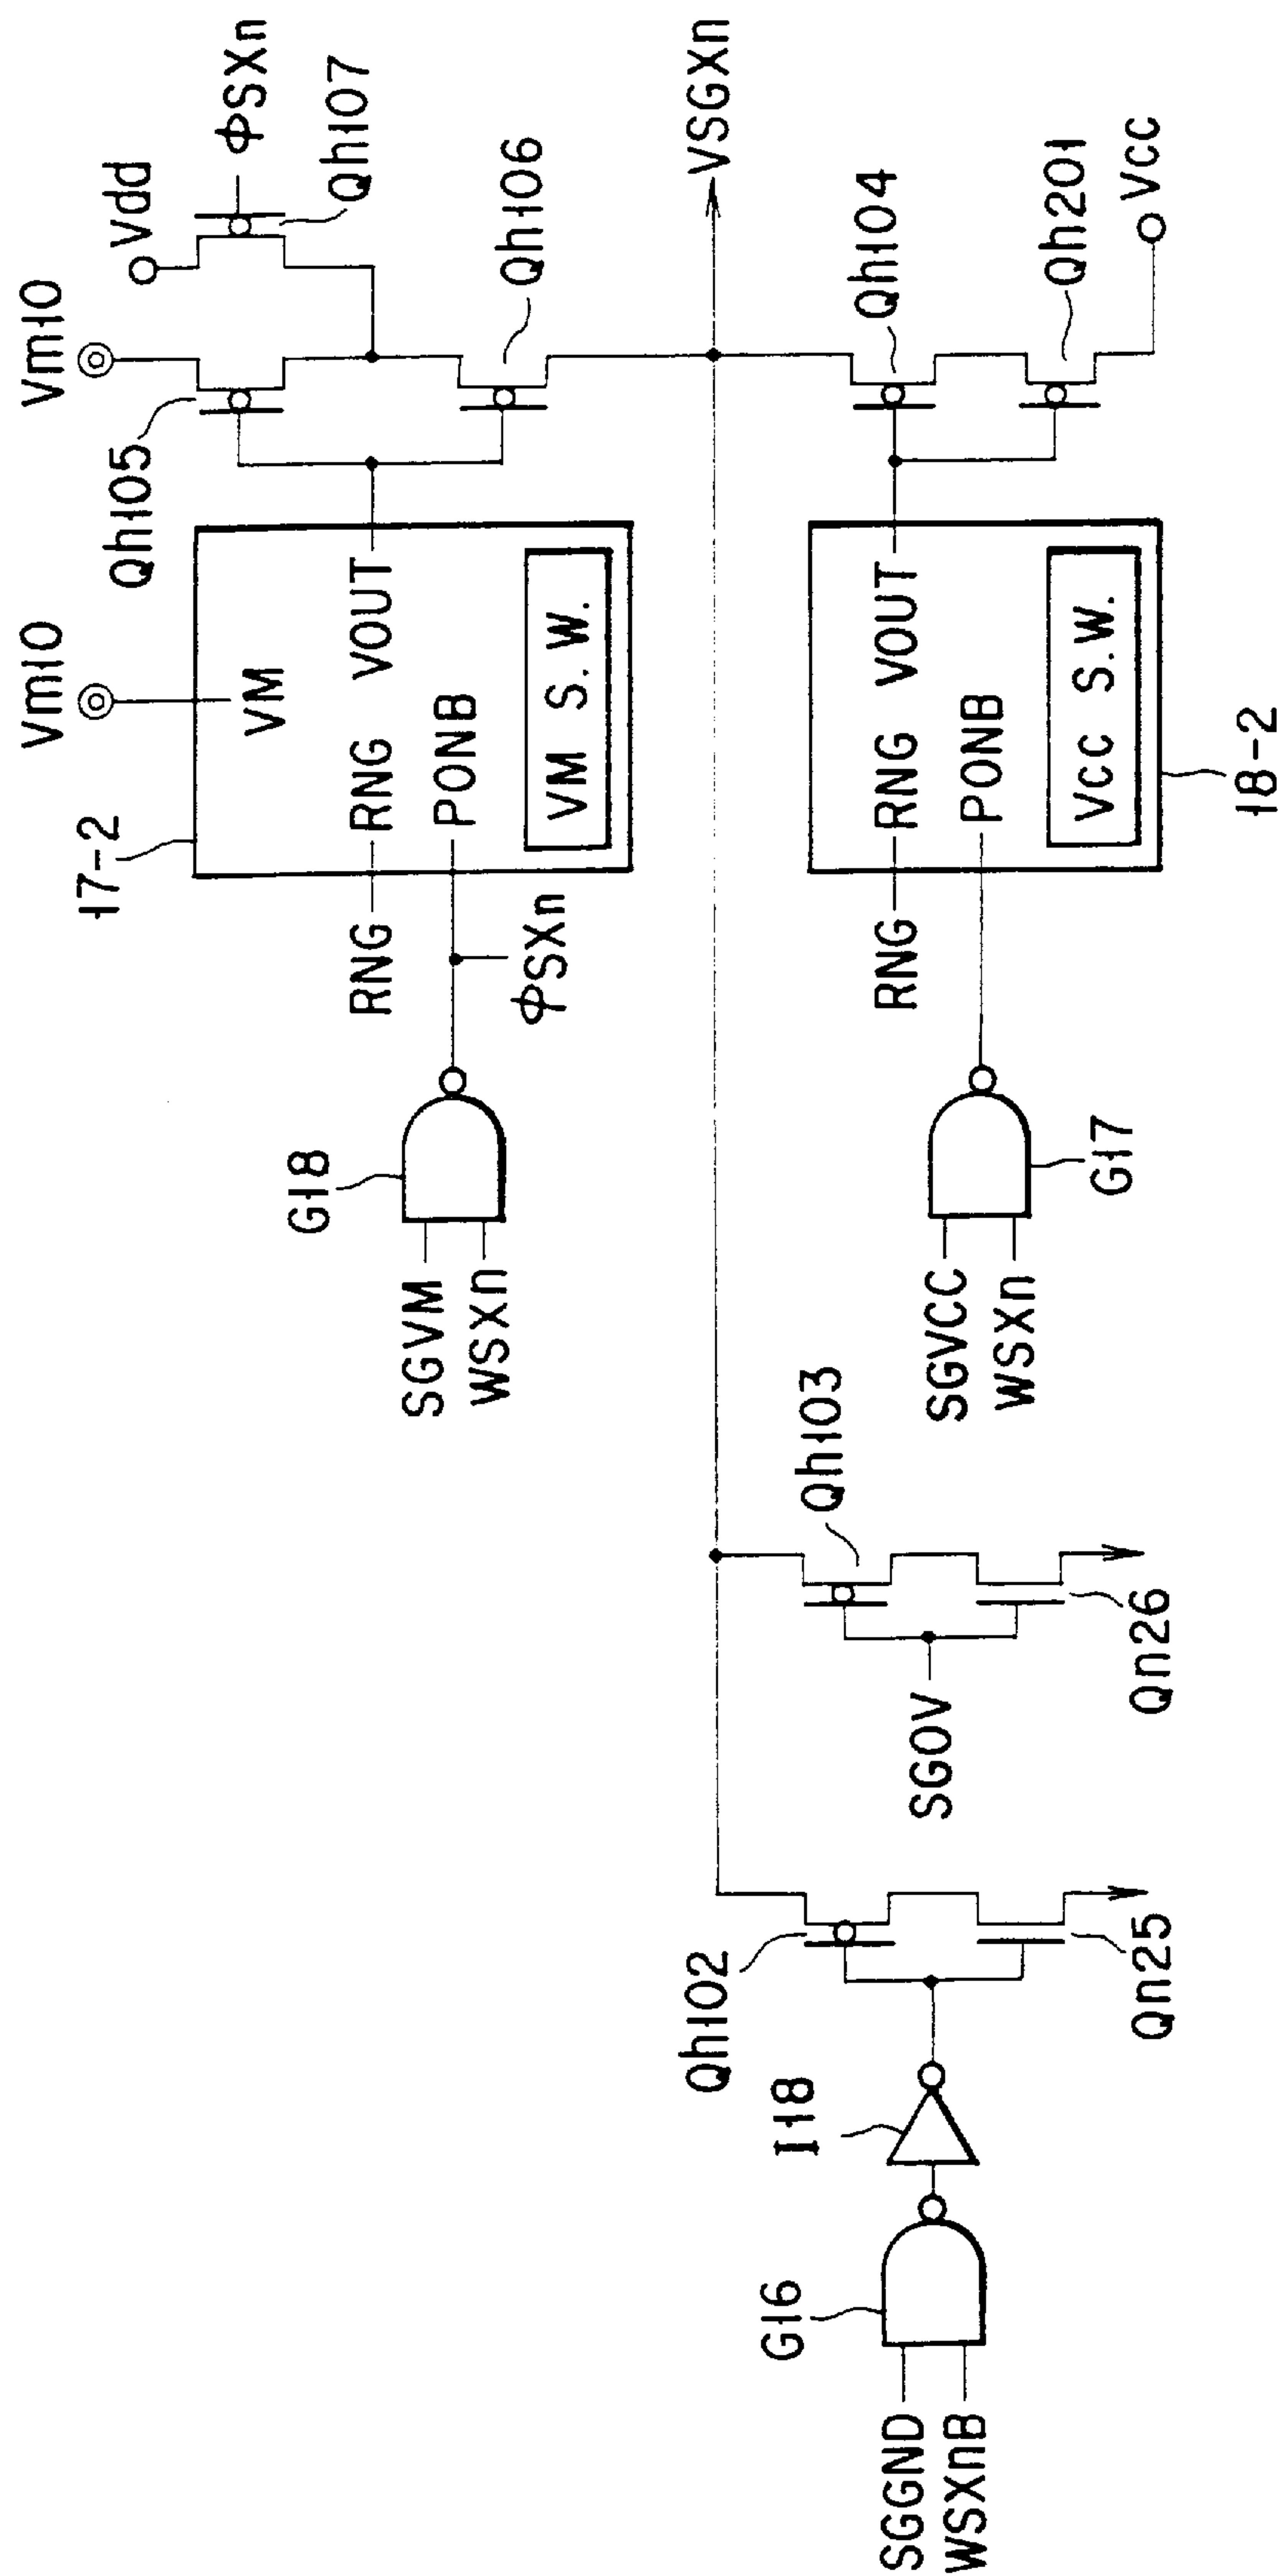 Vm10
Vm10
Vdd
φSXn
Qh105
Qh107
17-2
VM
RNG
RNG
VOUT
φSXn
PONB
VM S.W.
Qh106
G18
SGVM
WSXn
VSGXn
Qh102
Qh103
Qh104
Qh201
Vcc
I18
G16
SGGND
WSXnB
SG0V
Qn25
Qn26
SGVCC
WSXn
G17
RNG
RNG
VOUT
PONB
Vcc S.W.
18-2